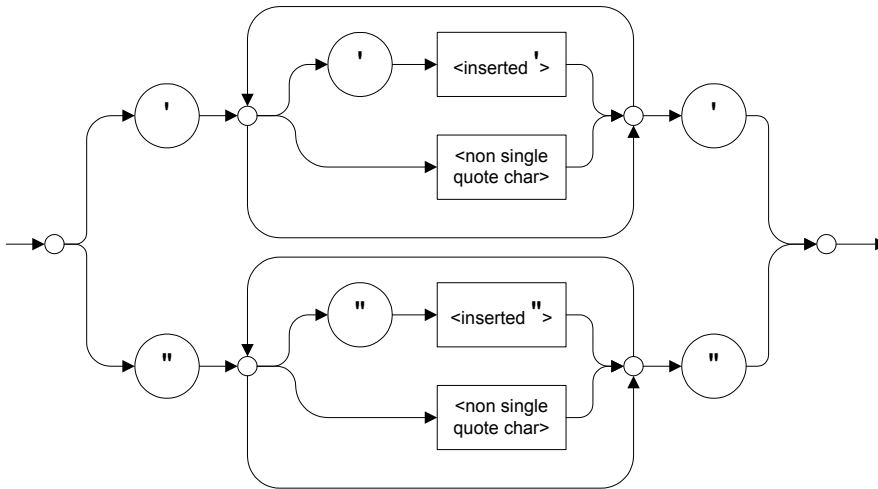 ' <inserted '>
' '
<non single
quote char>
" <inserted ">
" "
<non single
quote char>